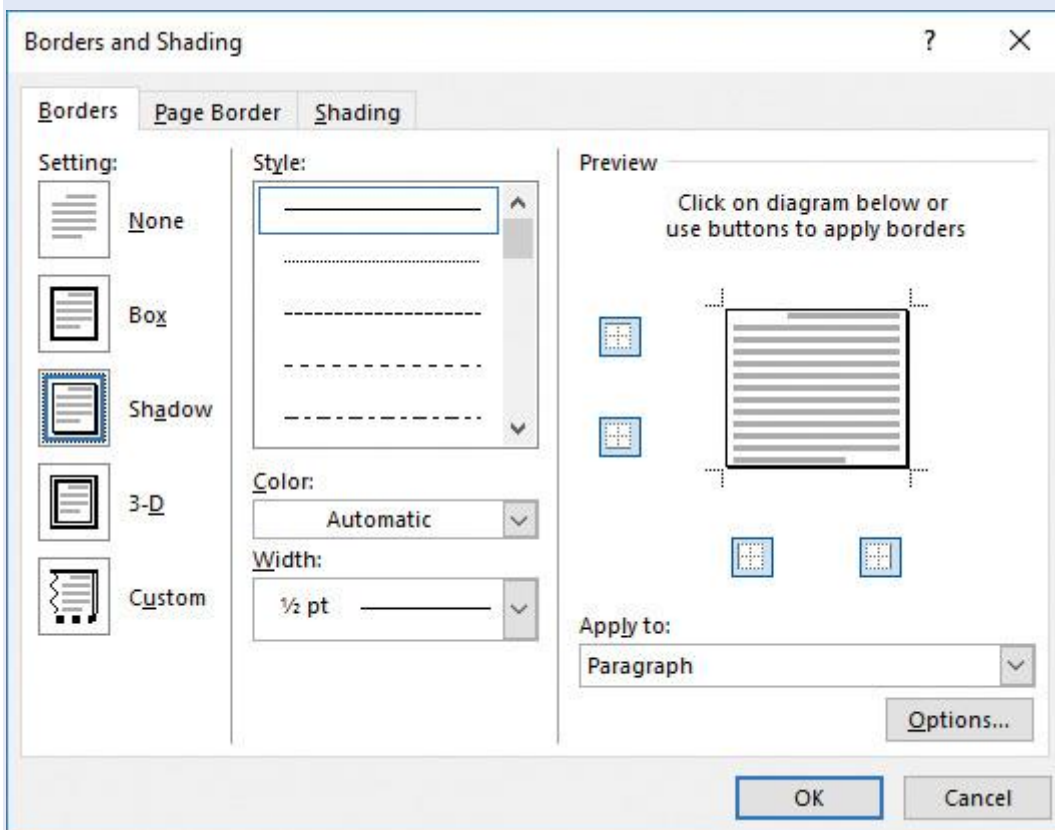 Borders and Shading
?
Borders
Page Border
Shading
Setting:
None
Box
Shadow
3-D
Custom
Style:
Color:
Automatic
Width:
½ pt
Preview
Click on diagram below or
use buttons to apply borders
Apply to:
Paragraph
Options...
OK
Cancel